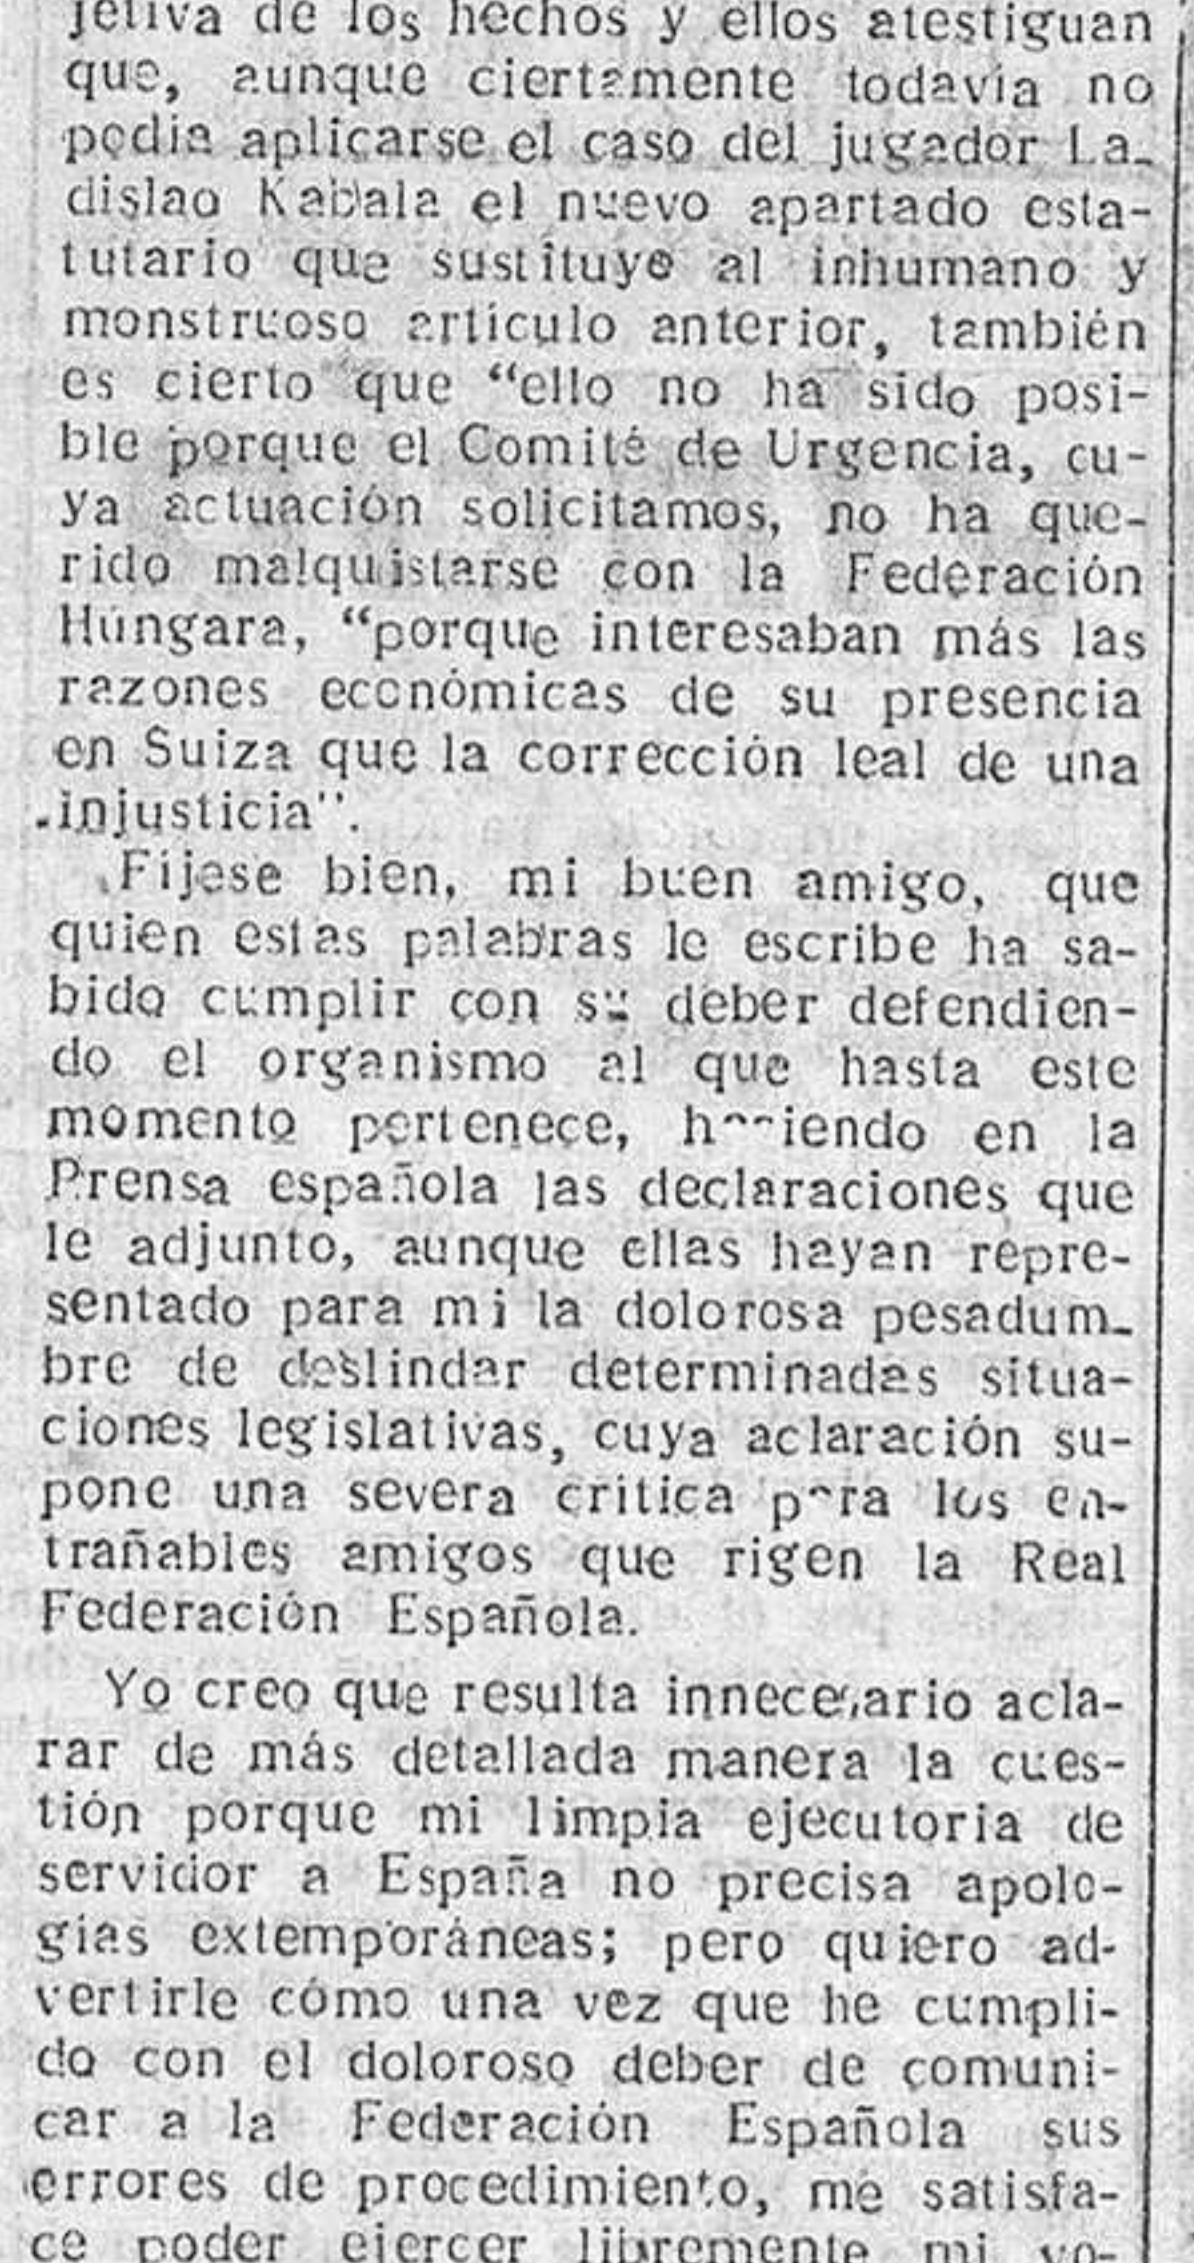 jetiva de los hechos y ellos atestiguan
que, aunque ciertamente todavía no
podia aplicarse el caso del jugador La-
dislao Kabala el nuevo apartado esta-
tutario que sustituye al inhumano y
monstruoso artículo anterior, también
es cierto que “ello no ha sido posi-
ble porque el Comité de Urgencia, cu-
ya actuación solicitamos, no ha que-
rido malquistarse con la Federación
Húngara, “porque interesaban más las
razones económicas de su presencia
en Suiza que la corrección leal de una
injusticia”.
Fíjese bien, mi buen amigo, que
quien estas palabras le escribe ha sa-
bido cumplir con su deber defendien-
do el organismo al que hasta este
momento pertenece, haciendo en la
Prensa española las declaraciones que
le adjunto, aunque ellas hayan repre-
sentado para mi la dolorosa pesadum-
bre de deslindar determinadas situa-
ciones legislativas, cuya aclaración su-
pone una severa critica para los en-
trañables amigos que rigen la Real
Federación Española.
Yo creo que resulta innecesario acla-
rar de más detallada manera la cues-
tión porque mi limpia ejecutoria de
servidor a España no precisa apolo-
gías extemporáneas; pero quiero ad-
vertirle cómo una vez que he cumpli-
do con el doloroso deber de comuni-
car a la Federación Española sus
errores de procedimiento, me satisfa-
ce poder ejercer libremente mi vo-